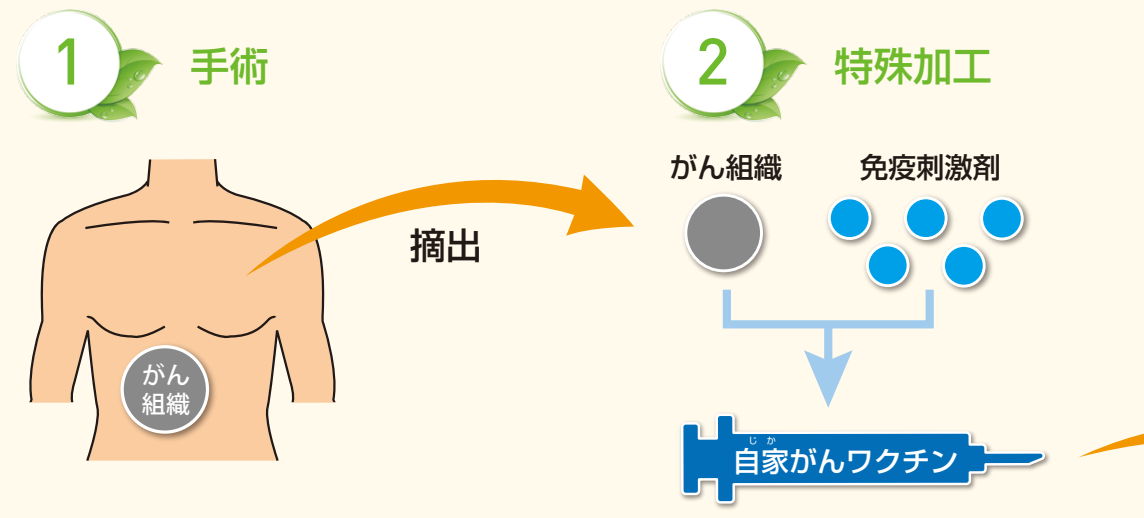 1 手術
2 特殊加工
がん組織
免疫刺激剤
摘出
がん
組織
じか
自家がんワクチン